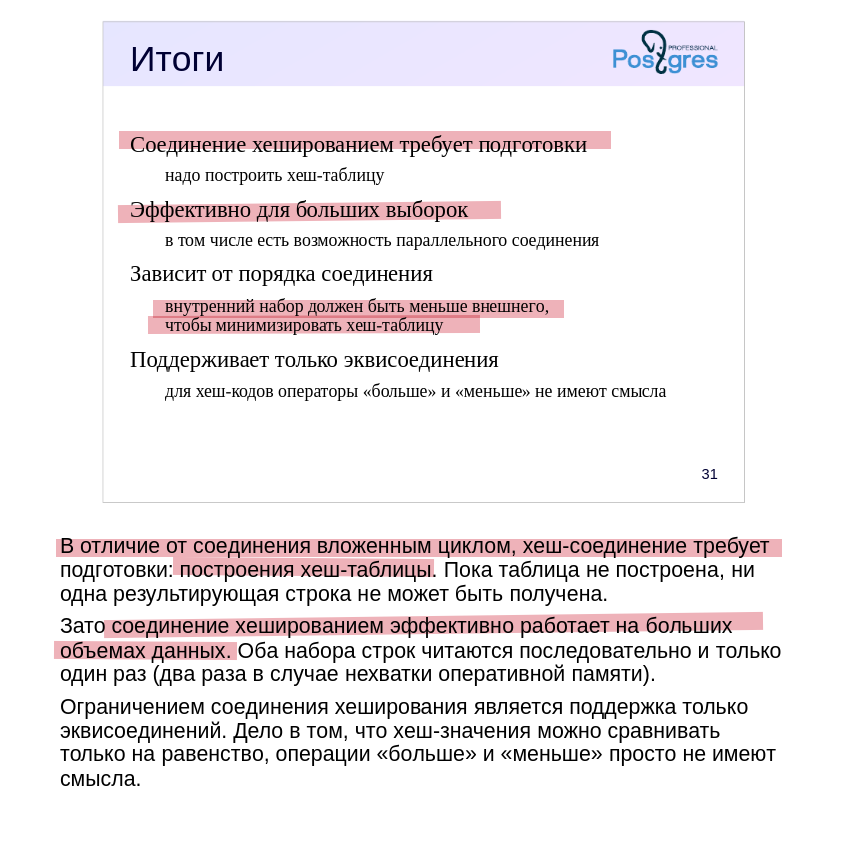 Итоги
PROFESSIONAL
Postgres
Соединение хешированием требует подготовки
надо построить хеш-таблицу
Эффективно для больших выборок
в том числе есть возможность параллельного соединения
Зависит от порядка соединения
внутренний набор должен быть меньше внешнего,
чтобы минимизировать хеш-таблицу
Поддерживает только эквисоединения
для хеш-кодов операторы «больше» и «меньше» не имеют смысла
31
В отличие от соединения вложенным циклом, хеш-соединение требует
подготовки: построения хеш-таблицы. Пока таблица не построена, ни
одна результирующая строка не может быть получена.
Зато соединение хешированием эффективно работает на больших
объемах данных. Оба набора строк читаются последовательно и только
один раз (два раза в случае нехватки оперативной памяти).
Ограничением соединения хеширования является поддержка только
эквисоединений. Дело в том, что хеш-значения можно сравнивать
только на равенство, операции «больше» и «меньше» просто не имеют
смысла.